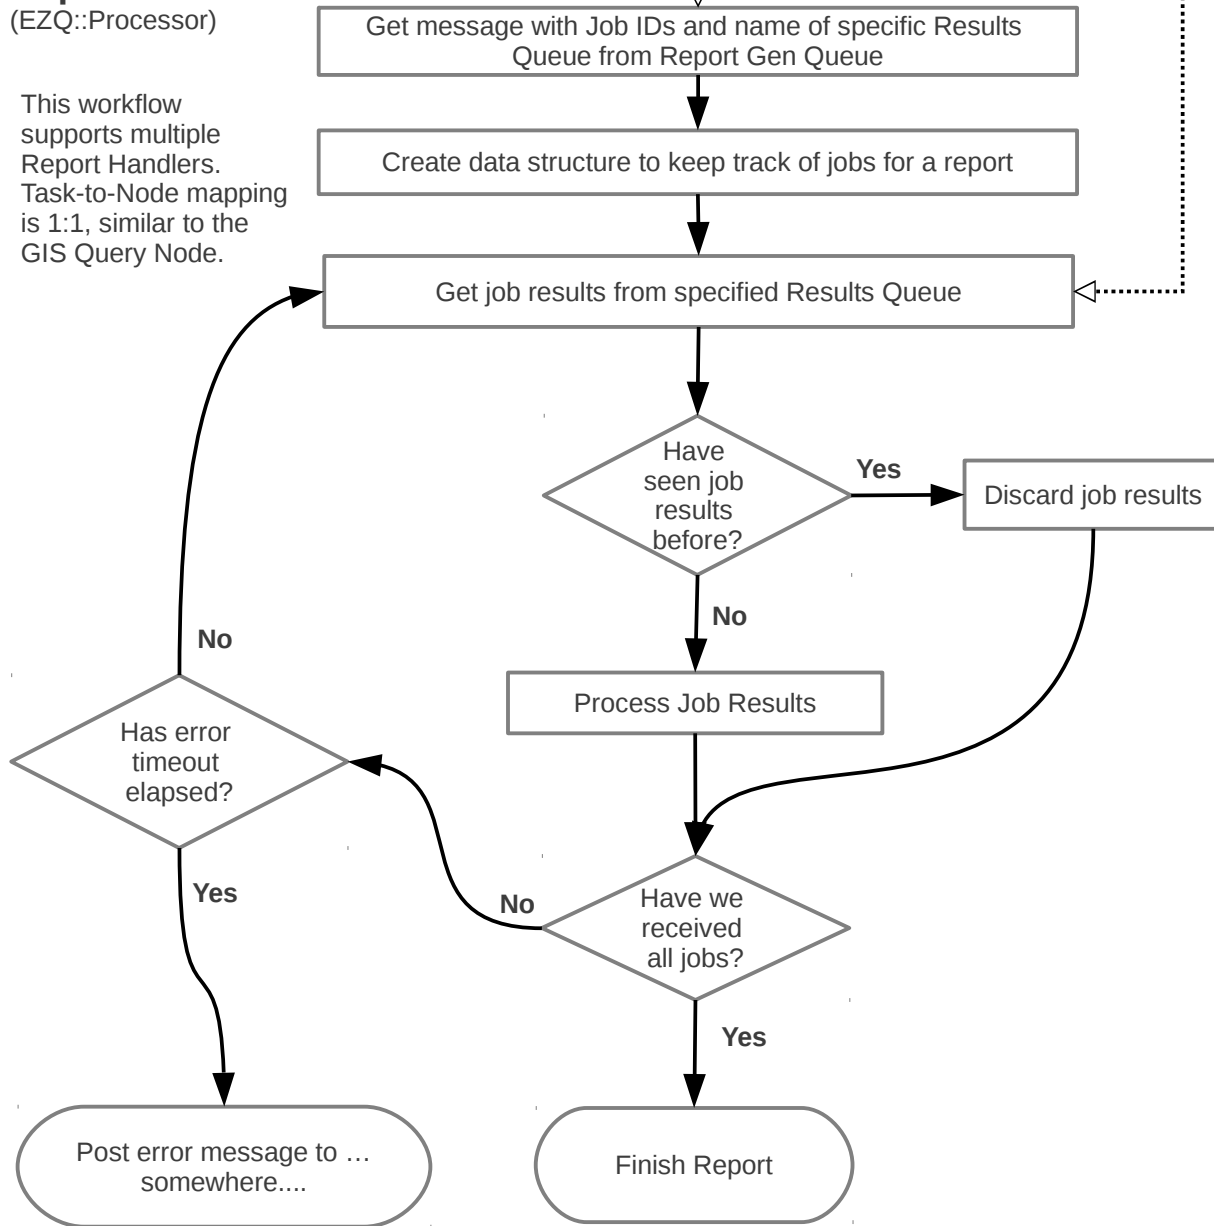 (EZQ::Processor)
Get message with Job IDs and name of specific Results
Queue from Report Gen Queue
This workflow
supports multiple
Report Handlers.
Task-to-Node mapping
is 1:1, similar to the
GIS Query Node.
Create data structure to keep track of jobs for a report
Get job results from specified Results Queue
Have
seen job
results
before?
Yes
Discard job results
No
Process Job Results
No
Has error
timeout
elapsed?
Yes
No
Have we
received
all jobs?
Yes
Post error message to …
somewhere....
Finish Report